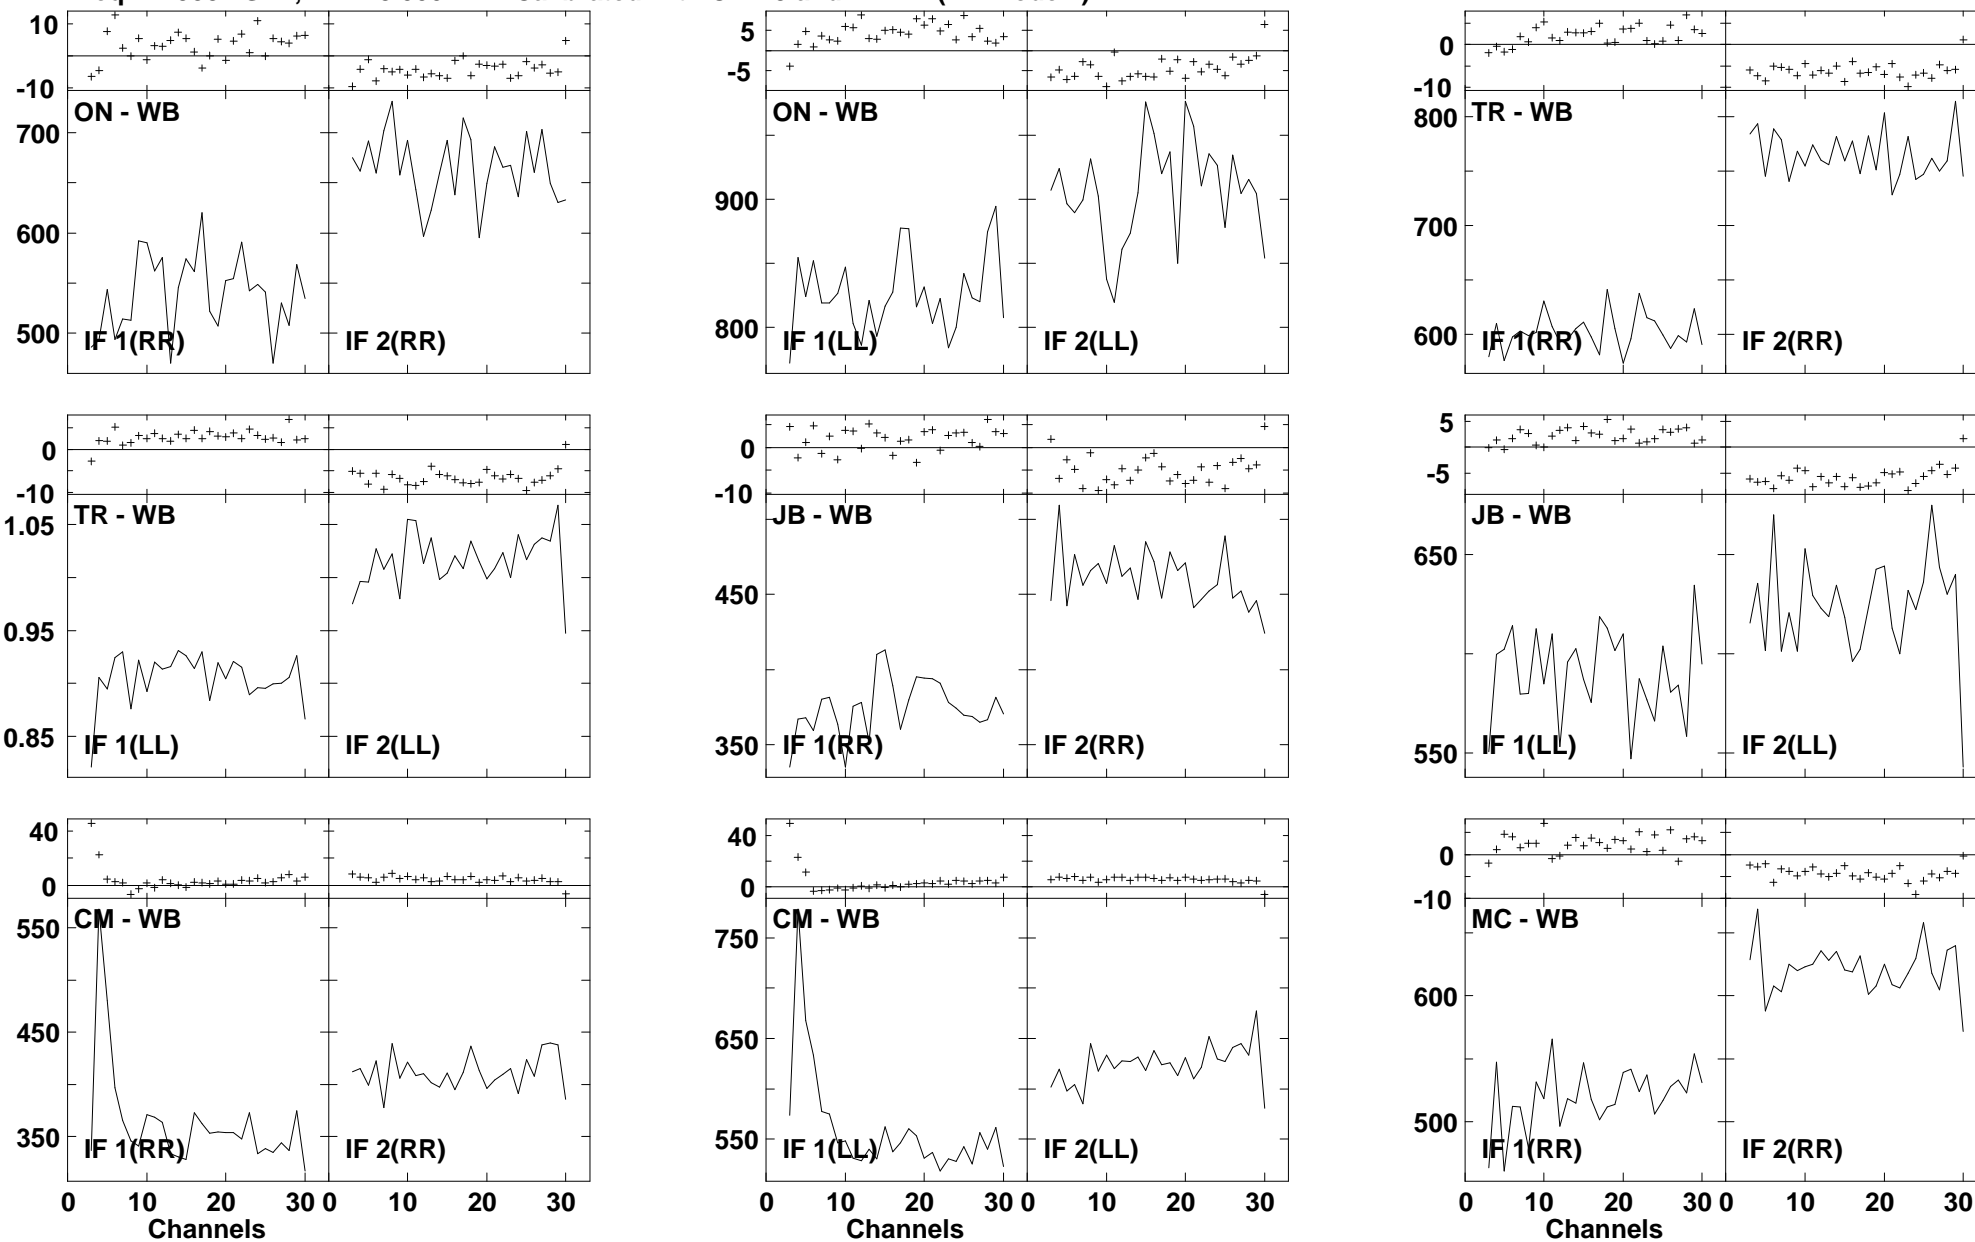 10
-10
ON - WB
700
600
500
IF 1(RR)
IF 2(RR)
5
-5
ON - WB
900
800
IF 1(LL)
IF 2(LL)
0
-10
TR - WB
800
700
600
IF 1(RR)
IF 2(RR)
0
-10
TR - WB
1.05
0.95
0.85
IF 1(LL)
IF 2(LL)
0
-10
JB - WB
450
350
IF 1(RR)
IF 2(RR)
5
-5
JB - WB
650
550
IF 1(LL)
IF 2(LL)
40
0
CM - WB
550
450
350
IF 1(RR)
IF 2(RR)
0 10 20 30 0 10 20 30
Channels
40
0
CM - WB
750
650
550
IF 1(LL)
IF 2(LL)
0 10 20 30 0 10 20 30
Channels
0
-10
MC - WB
600
500
IF 1(RR)
IF 2(RR)
0 10 20 30 0 10 20 30
Channels